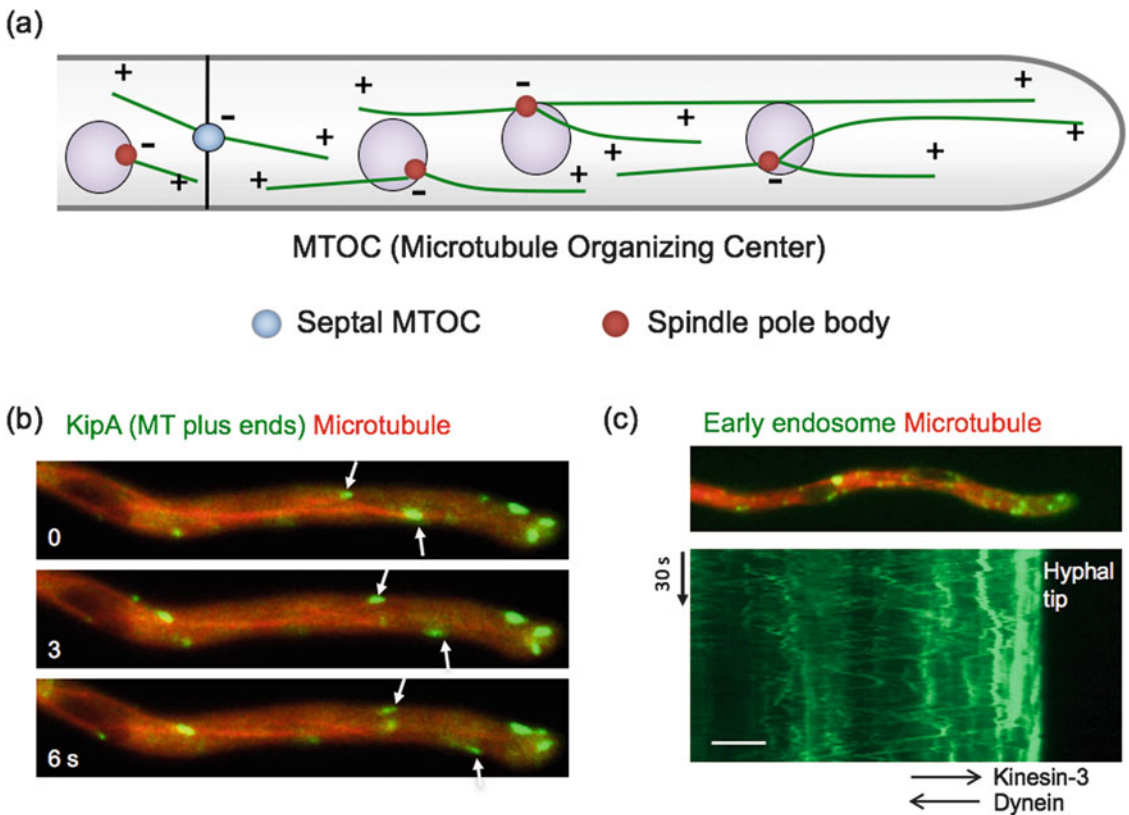 (a)
+ - + + - + + + + + + + + - - -
MTOC (Microtubule Organizing Center)
Septal MTOC Spindle pole body
(b) KipA (MT plus ends) Microtubule
0
3
6 s
(c) Early endosome Microtubule
30 s
Hyphal
tip
Kinesin-3
Dynein